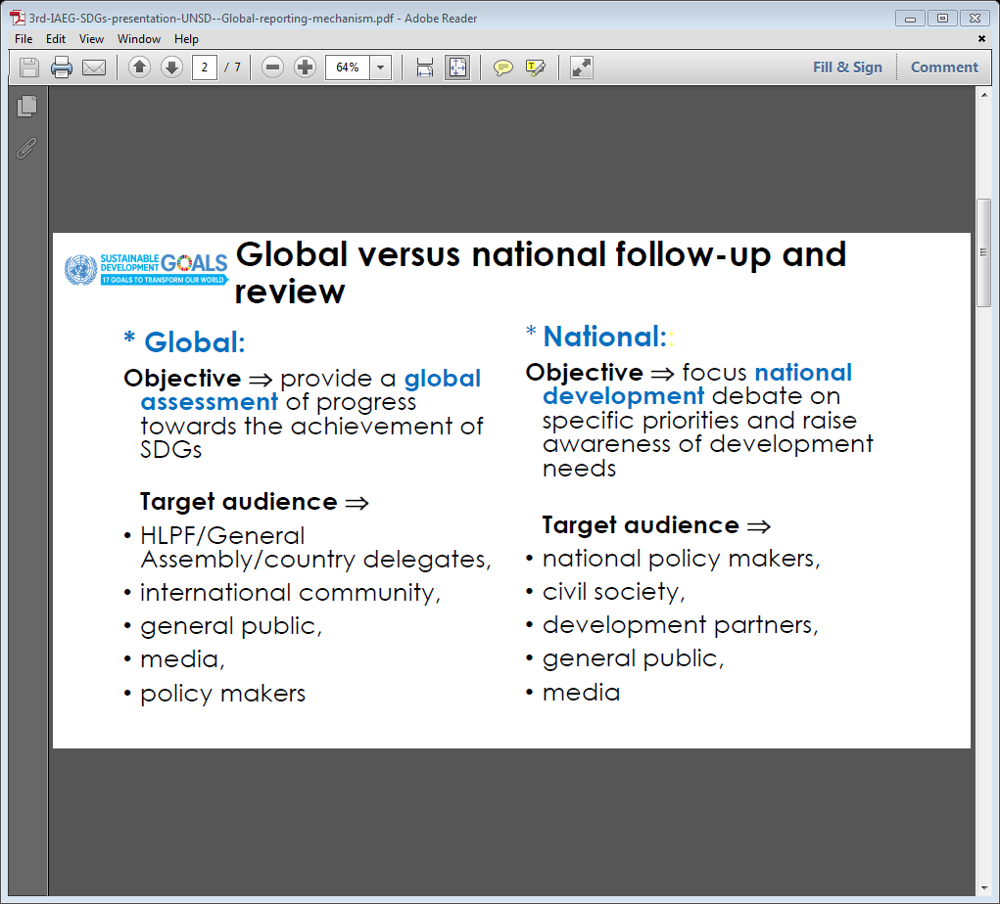 3rd-IAEG-SDGs-presentation-UNSD--Global-reporting-mechanism.pdf - Adobe Reader
File Edit View Window Help
2 / 7 64% Fill & Sign Comment
SUSTAINABLE
DEVELOPMENT GOALS
17 GOALS TO TRANSFORM OUR WORLD
Global versus national follow-up and
review
* Global:
Objective ⇒ provide a global
assessment of progress
towards the achievement of
SDGs
Target audience ⇒
• HLPF/General
Assembly/country delegates,
• international community,
• general public,
• media,
• policy makers
* National::
Objective ⇒ focus national
development debate on
specific priorities and raise
awareness of development
needs
Target audience ⇒
• national policy makers,
• civil society,
• development partners,
• general public,
• media